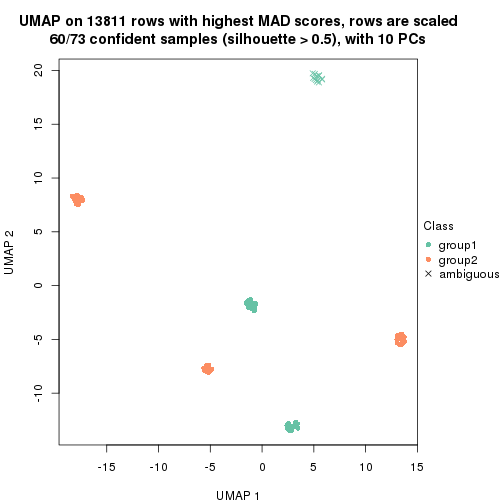 UMAP on 13811 rows with highest MAD scores, rows are scaled
60/73 confident samples (silhouette > 0.5), with 10 PCs
20
15
10
5
0
-5
-10
UMAP 2
-15
-10
-5
0
5
10
15
UMAP 1
Class
group1
group2
ambiguous